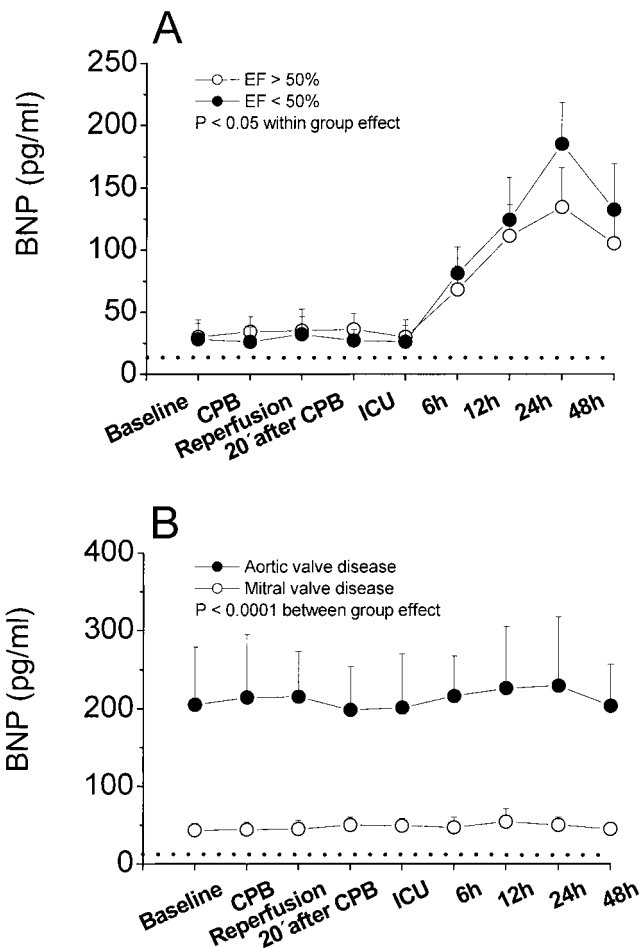 A
BNP (pg/ml)
250
200
150
100
50
0
EF > 50%
EF < 50%
P < 0.05 within group effect
Baseline
CPB
Reperfusion
20´after CPB
ICU
6h
12h
24h
48h
B
BNP (pg/ml)
400
300
200
100
0
Aortic valve disease
Mitral valve disease
P < 0.0001 between group effect
Baseline
CPB
Reperfusion
20´after CPB
ICU
6h
12h
24h
48h